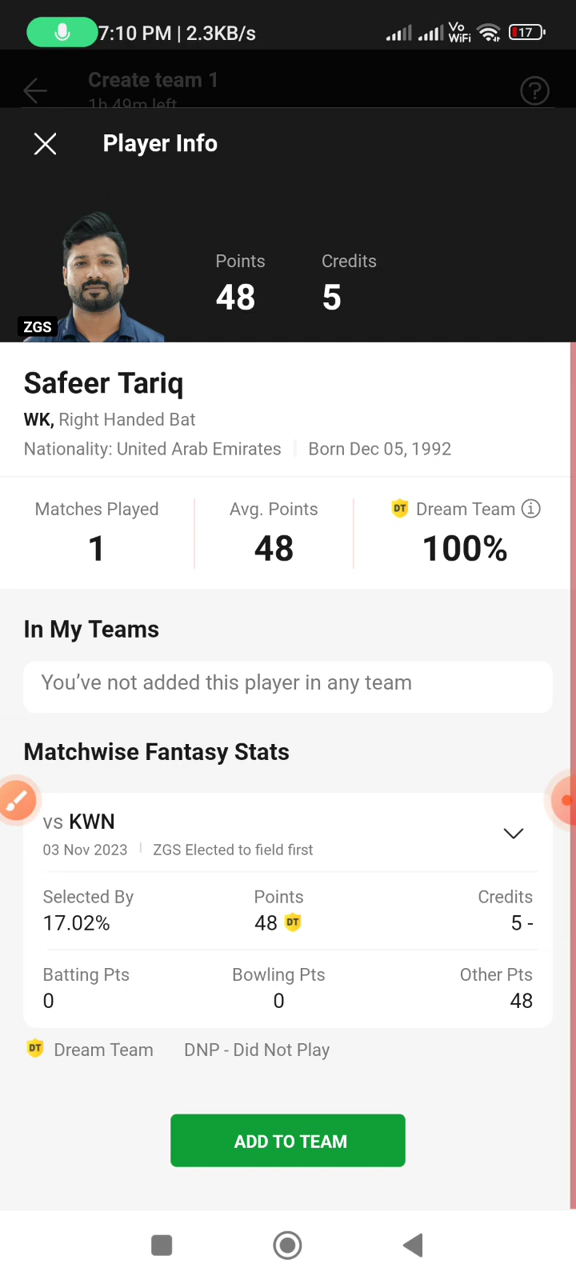 7:10 PM | 2.3KB/s
Vo WiFi
17
Create team 1
1h 49m left
?
Player Info
Points
Credits
48
5
ZGS
Safeer Tariq
WK, Right Handed Bat
Nationality: United Arab Emirates
Born Dec 05, 1992
Matches Played
Avg. Points
DT Dream Team i
1
48
100%
In My Teams
You’ve not added this player in any team
Matchwise Fantasy Stats
vs KWN
03 Nov 2023
ZGS Elected to field first
Selected By
Points
Credits
17.02%
48 DT
5 -
Batting Pts
Bowling Pts
Other Pts
0
0
48
DT Dream Team
DNP - Did Not Play
ADD TO TEAM